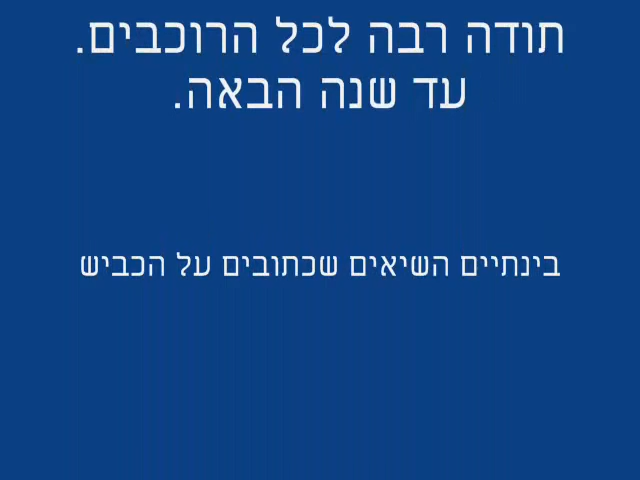 תודה רבה לכל הרוכבים.
עד שנה הבאה.
בינתיים השיאים שכתובים על הכביש